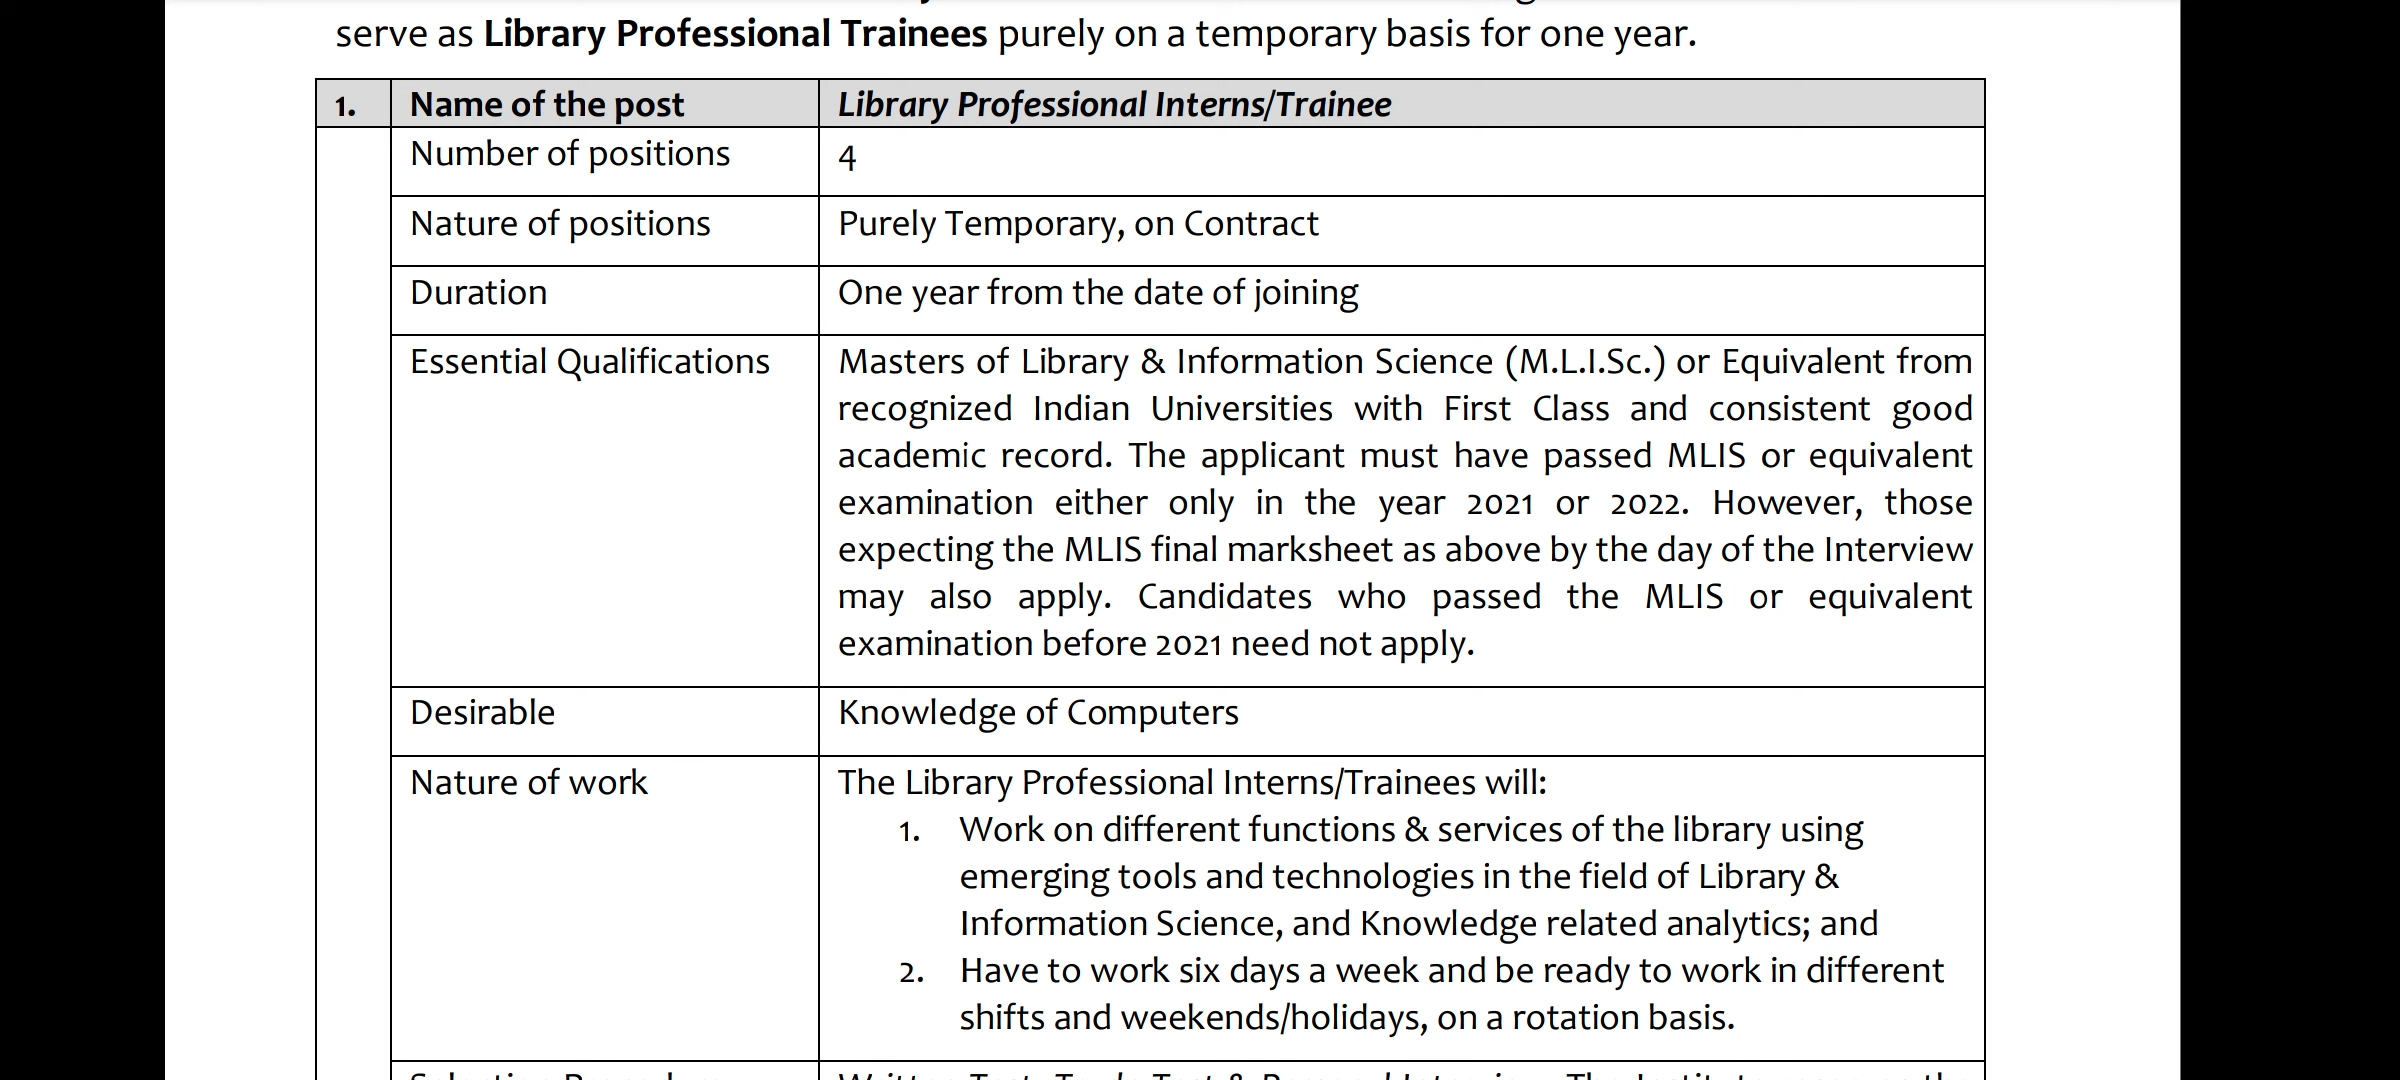 serve as Library Professional Trainees purely on a temporary basis for one year.
1. Name of the post Library Professional Interns/Trainee
Number of positions 4
Nature of positions Purely Temporary, on Contract
Duration One year from the date of joining
Essential Qualifications Masters of Library & Information Science (M.L.I.Sc.) or Equivalent from
recognized Indian Universities with First Class and consistent good
academic record. The applicant must have passed MLIS or equivalent
examination either only in the year 2021 or 2022. However, those
expecting the MLIS final marksheet as above by the day of the Interview
may also apply. Candidates who passed the MLIS or equivalent
examination before 2021 need not apply.
Desirable Knowledge of Computers
Nature of work The Library Professional Interns/Trainees will:
1. Work on different functions & services of the library using
emerging tools and technologies in the field of Library &
Information Science, and Knowledge related analytics; and
2. Have to work six days a week and be ready to work in different
shifts and weekends/holidays, on a rotation basis.